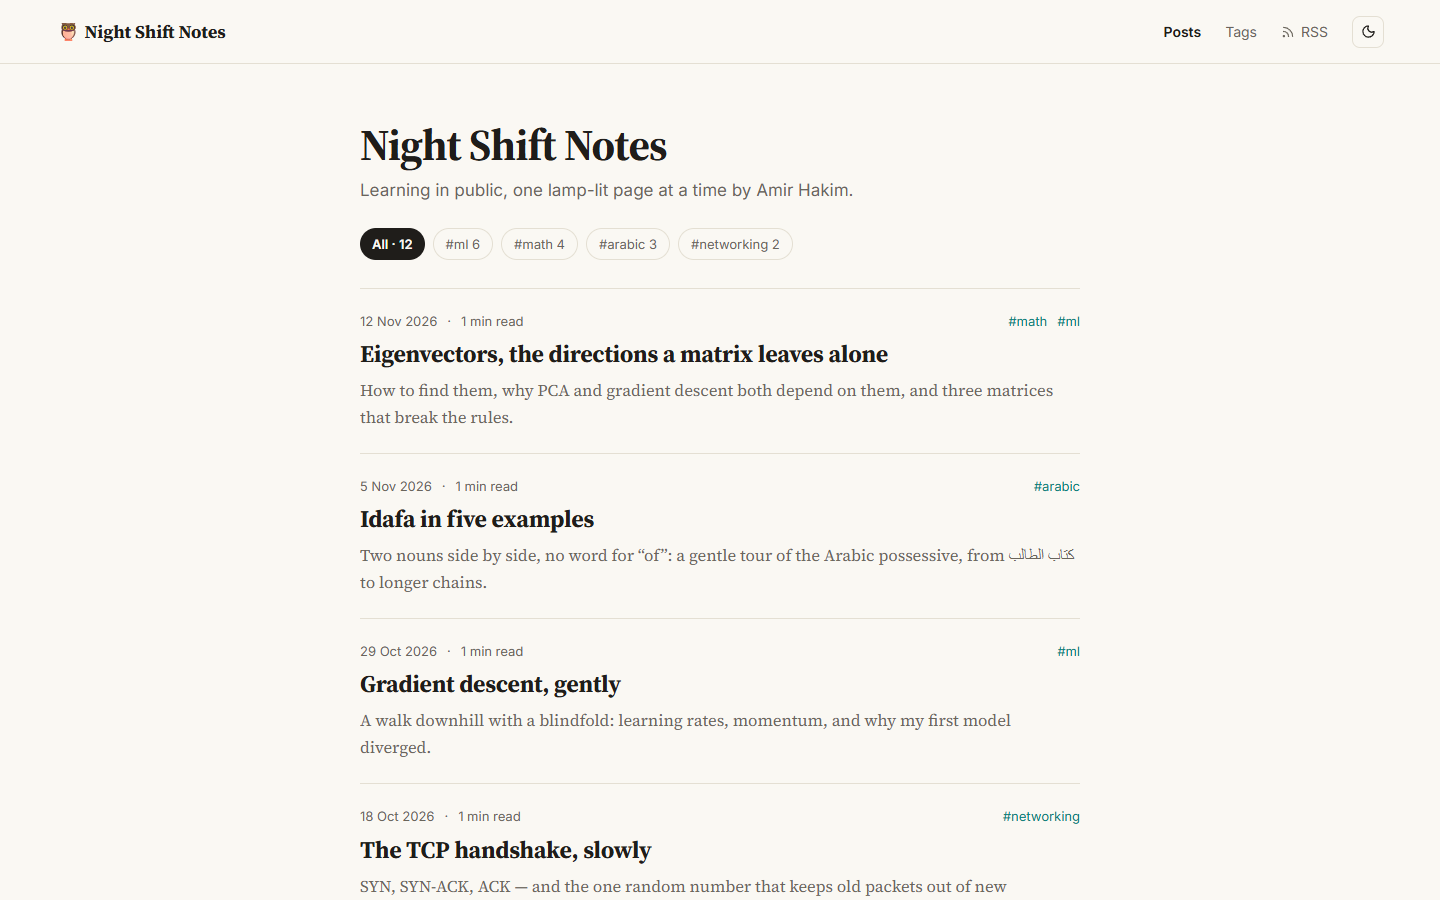 Night Shift Notes
Posts
Tags
RSS
Night Shift Notes
Learning in public, one lamp-lit page at a time by Amir Hakim.
All · 12
#ml 6
#math 4
#arabic 3
#networking 2
12 Nov 2026 · 1 min read
#math #ml
Eigenvectors, the directions a matrix leaves alone
How to find them, why PCA and gradient descent both depend on them, and three matrices
that break the rules.
5 Nov 2026 · 1 min read
#arabic
Idafa in five examples
Two nouns side by side, no word for “of”: a gentle tour of the Arabic possessive, from كتاب الطالب
to longer chains.
29 Oct 2026 · 1 min read
#ml
Gradient descent, gently
A walk downhill with a blindfold: learning rates, momentum, and why my first model
diverged.
18 Oct 2026 · 1 min read
#networking
The TCP handshake, slowly
SYN, SYN-ACK, ACK — and the one random number that keeps old packets out of new